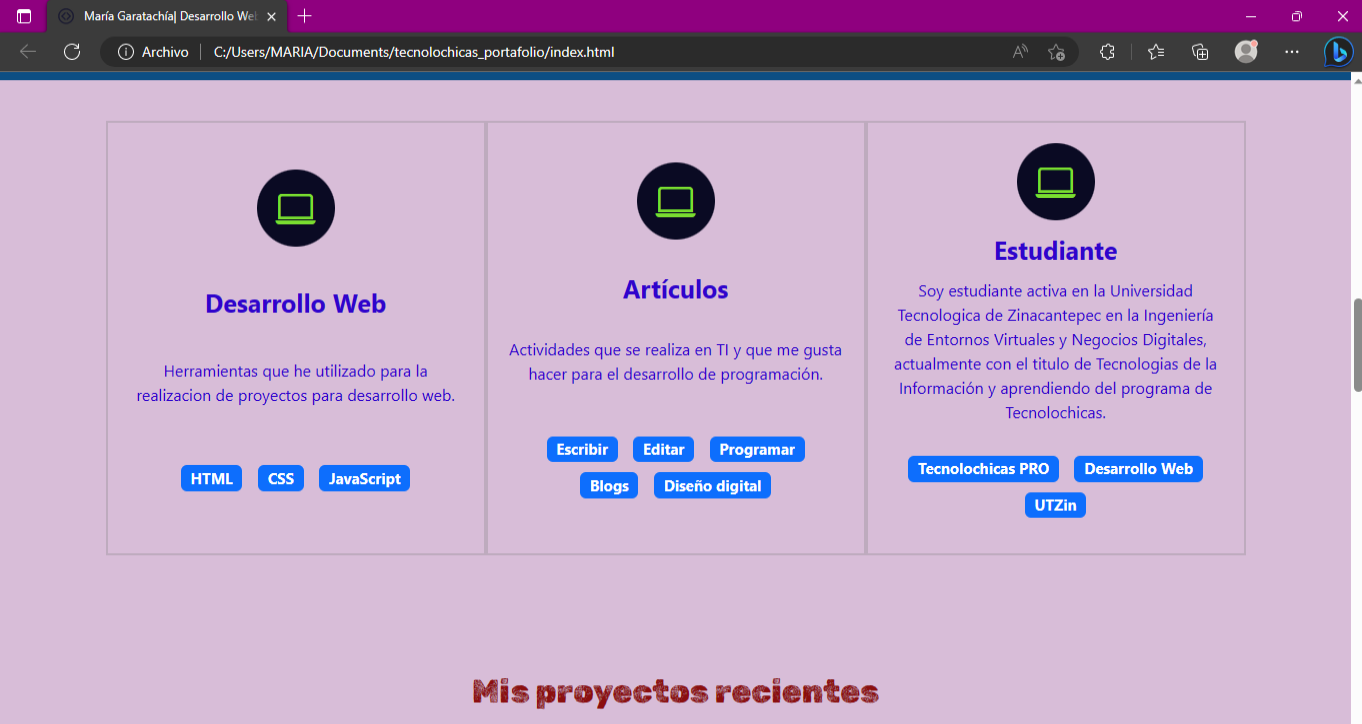 María Garatachía| Desarrollo Web
Archivo
C:/Users/MARIA/Documents/tecnolochicas_portafolio/index.html
Desarrollo Web
Herramientas que he utilizado para la
realizacion de proyectos para desarrollo web.
HTML CSS JavaScript
Artículos
Actividades que se realiza en TI y que me gusta
hacer para el desarrollo de programación.
Escribir Editar Programar
Blogs Diseño digital
Estudiante
Soy estudiante activa en la Universidad
Tecnologica de Zinacantepec en la Ingeniería
de Entornos Virtuales y Negocios Digitales,
actualmente con el titulo de Tecnologias de la
Información y aprendiendo del programa de
Tecnolochicas.
Tecnolochicas PRO Desarrollo Web
UTZin
Mis proyectos recientes